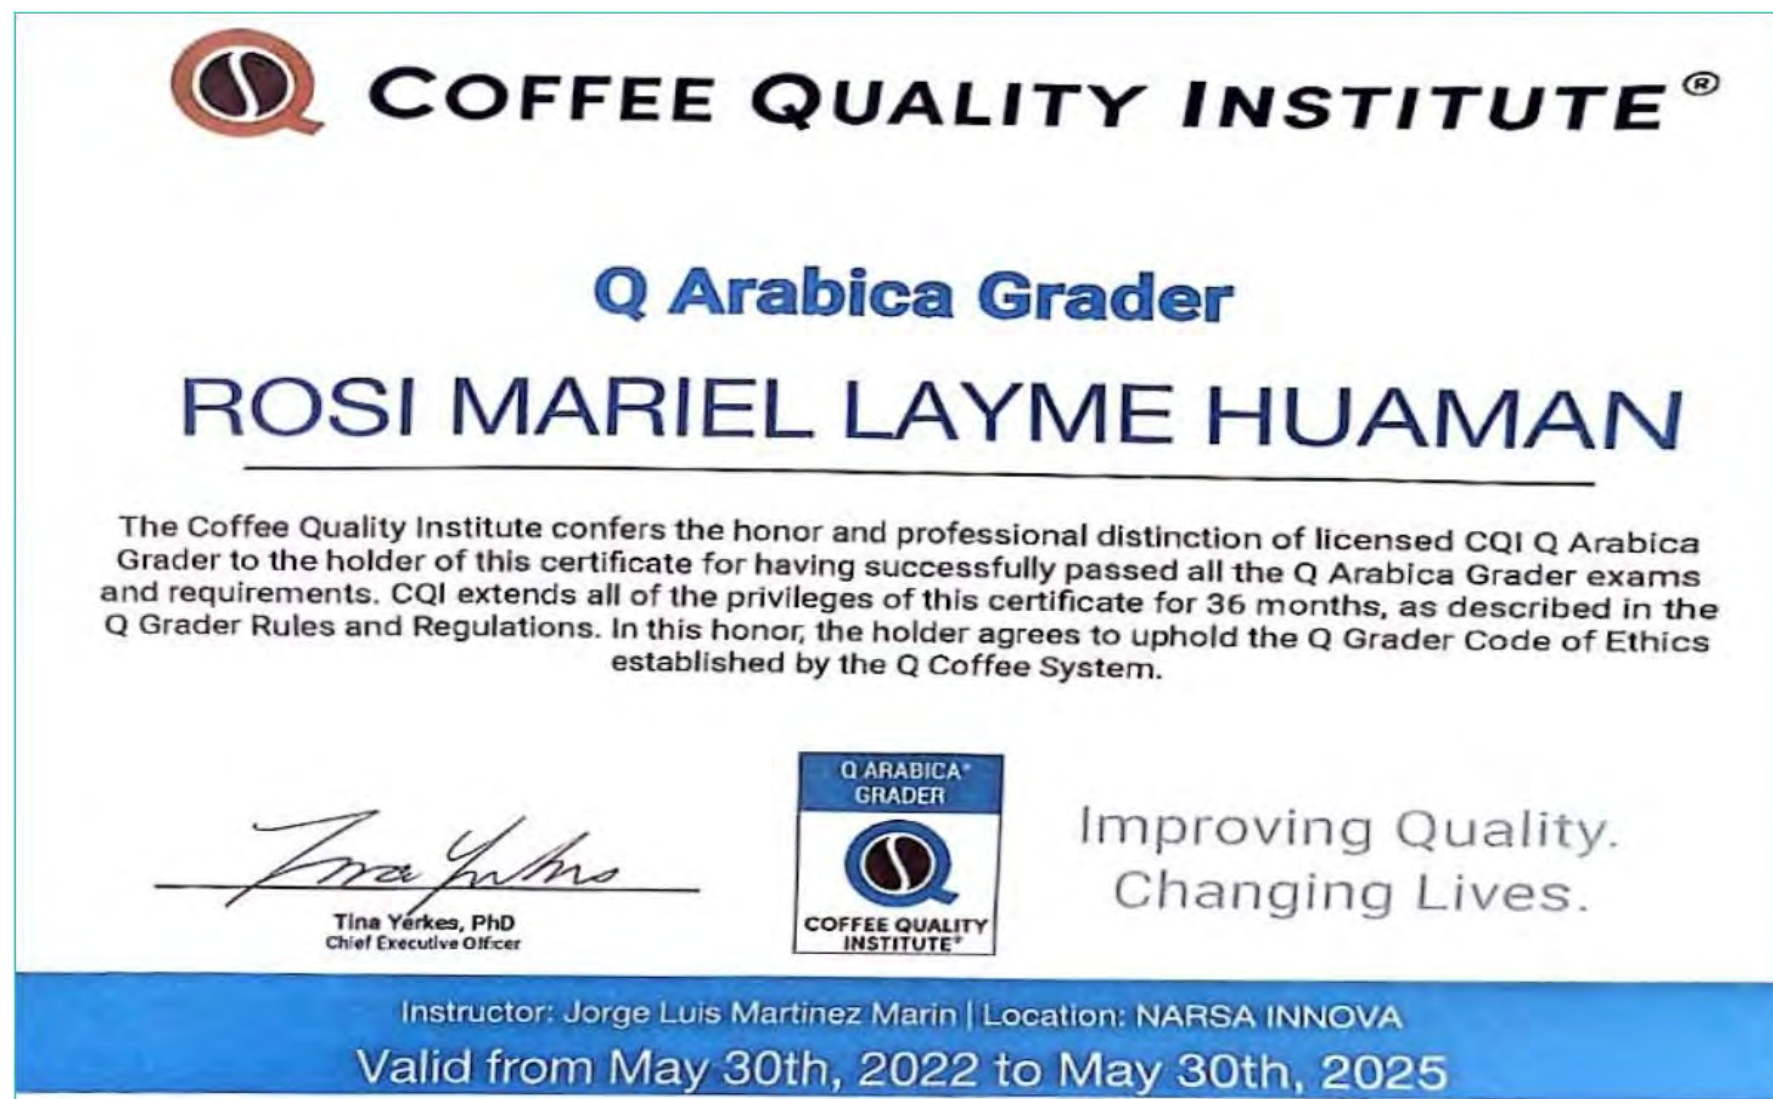 COFFEE QUALITY INSTITUTE®
Q Arabica Grader
ROSI MARIEL LAYME HUAMAN
The Coffee Quality Institute confers the honor and professional distinction of licensed CQI Q Arabica
Grader to the holder of this certificate for having successfully passed all the Q Arabica Grader exams
and requirements. CQI extends all of the privileges of this certificate for 36 months, as described in the
Q Grader Rules and Regulations. In this honor, the holder agrees to uphold the Q Grader Code of Ethics
established by the Q Coffee System.
Tina Yerkes, PhD
Chief Executive Officer
Q ARABICA®
GRADER
COFFEE QUALITY
INSTITUTE®
Improving Quality.
Changing Lives.
Instructor: Jorge Luis Martinez Marin | Location: NARSA INNOVA
Valid from May 30th, 2022 to May 30th, 2025